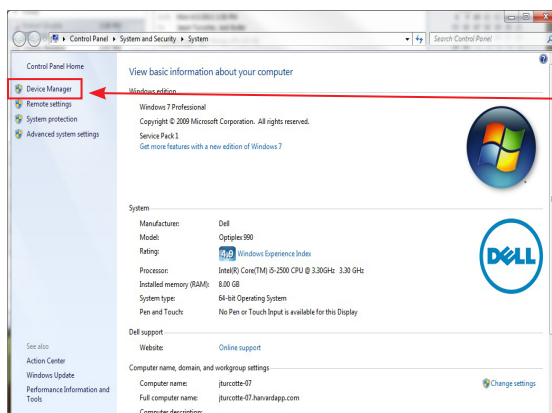 Control Panel ▸ System and Security ▸ System
Search Control Panel
Control Panel Home
Device Manager
Remote settings
System protection
Advanced system settings
See also
Action Center
Windows Update
Performance Information and
Tools
View basic information about your computer
Windows edition
Windows 7 Professional
Copyright © 2009 Microsoft Corporation. All rights reserved.
Service Pack 1
Get more features with a new edition of Windows 7
System
Manufacturer: Dell
Model: Optiplex 990
Rating: 4,9 Windows Experience Index
Processor: Intel(R) Core(TM) i5-2500 CPU @ 3.30GHz 3.30 GHz
Installed memory (RAM): 8.00 GB
System type: 64-bit Operating System
Pen and Touch: No Pen or Touch Input is available for this Display
DELL
Dell support
Website: Online support
Computer name, domain, and workgroup settings
Computer name: jturcotte-07
Change settings
Full computer name: jturcotte-07.harvardapp.com
Computer description: